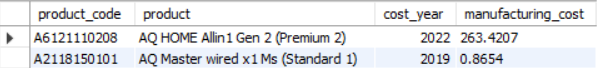 product_code product cost_year manufacturing_cost
A6121110208 AQ HOME Allin1 Gen 2 (Premium 2) 2022 263.4207
A2118150101 AQ Master wired x1 Ms (Standard 1) 2019 0.8654